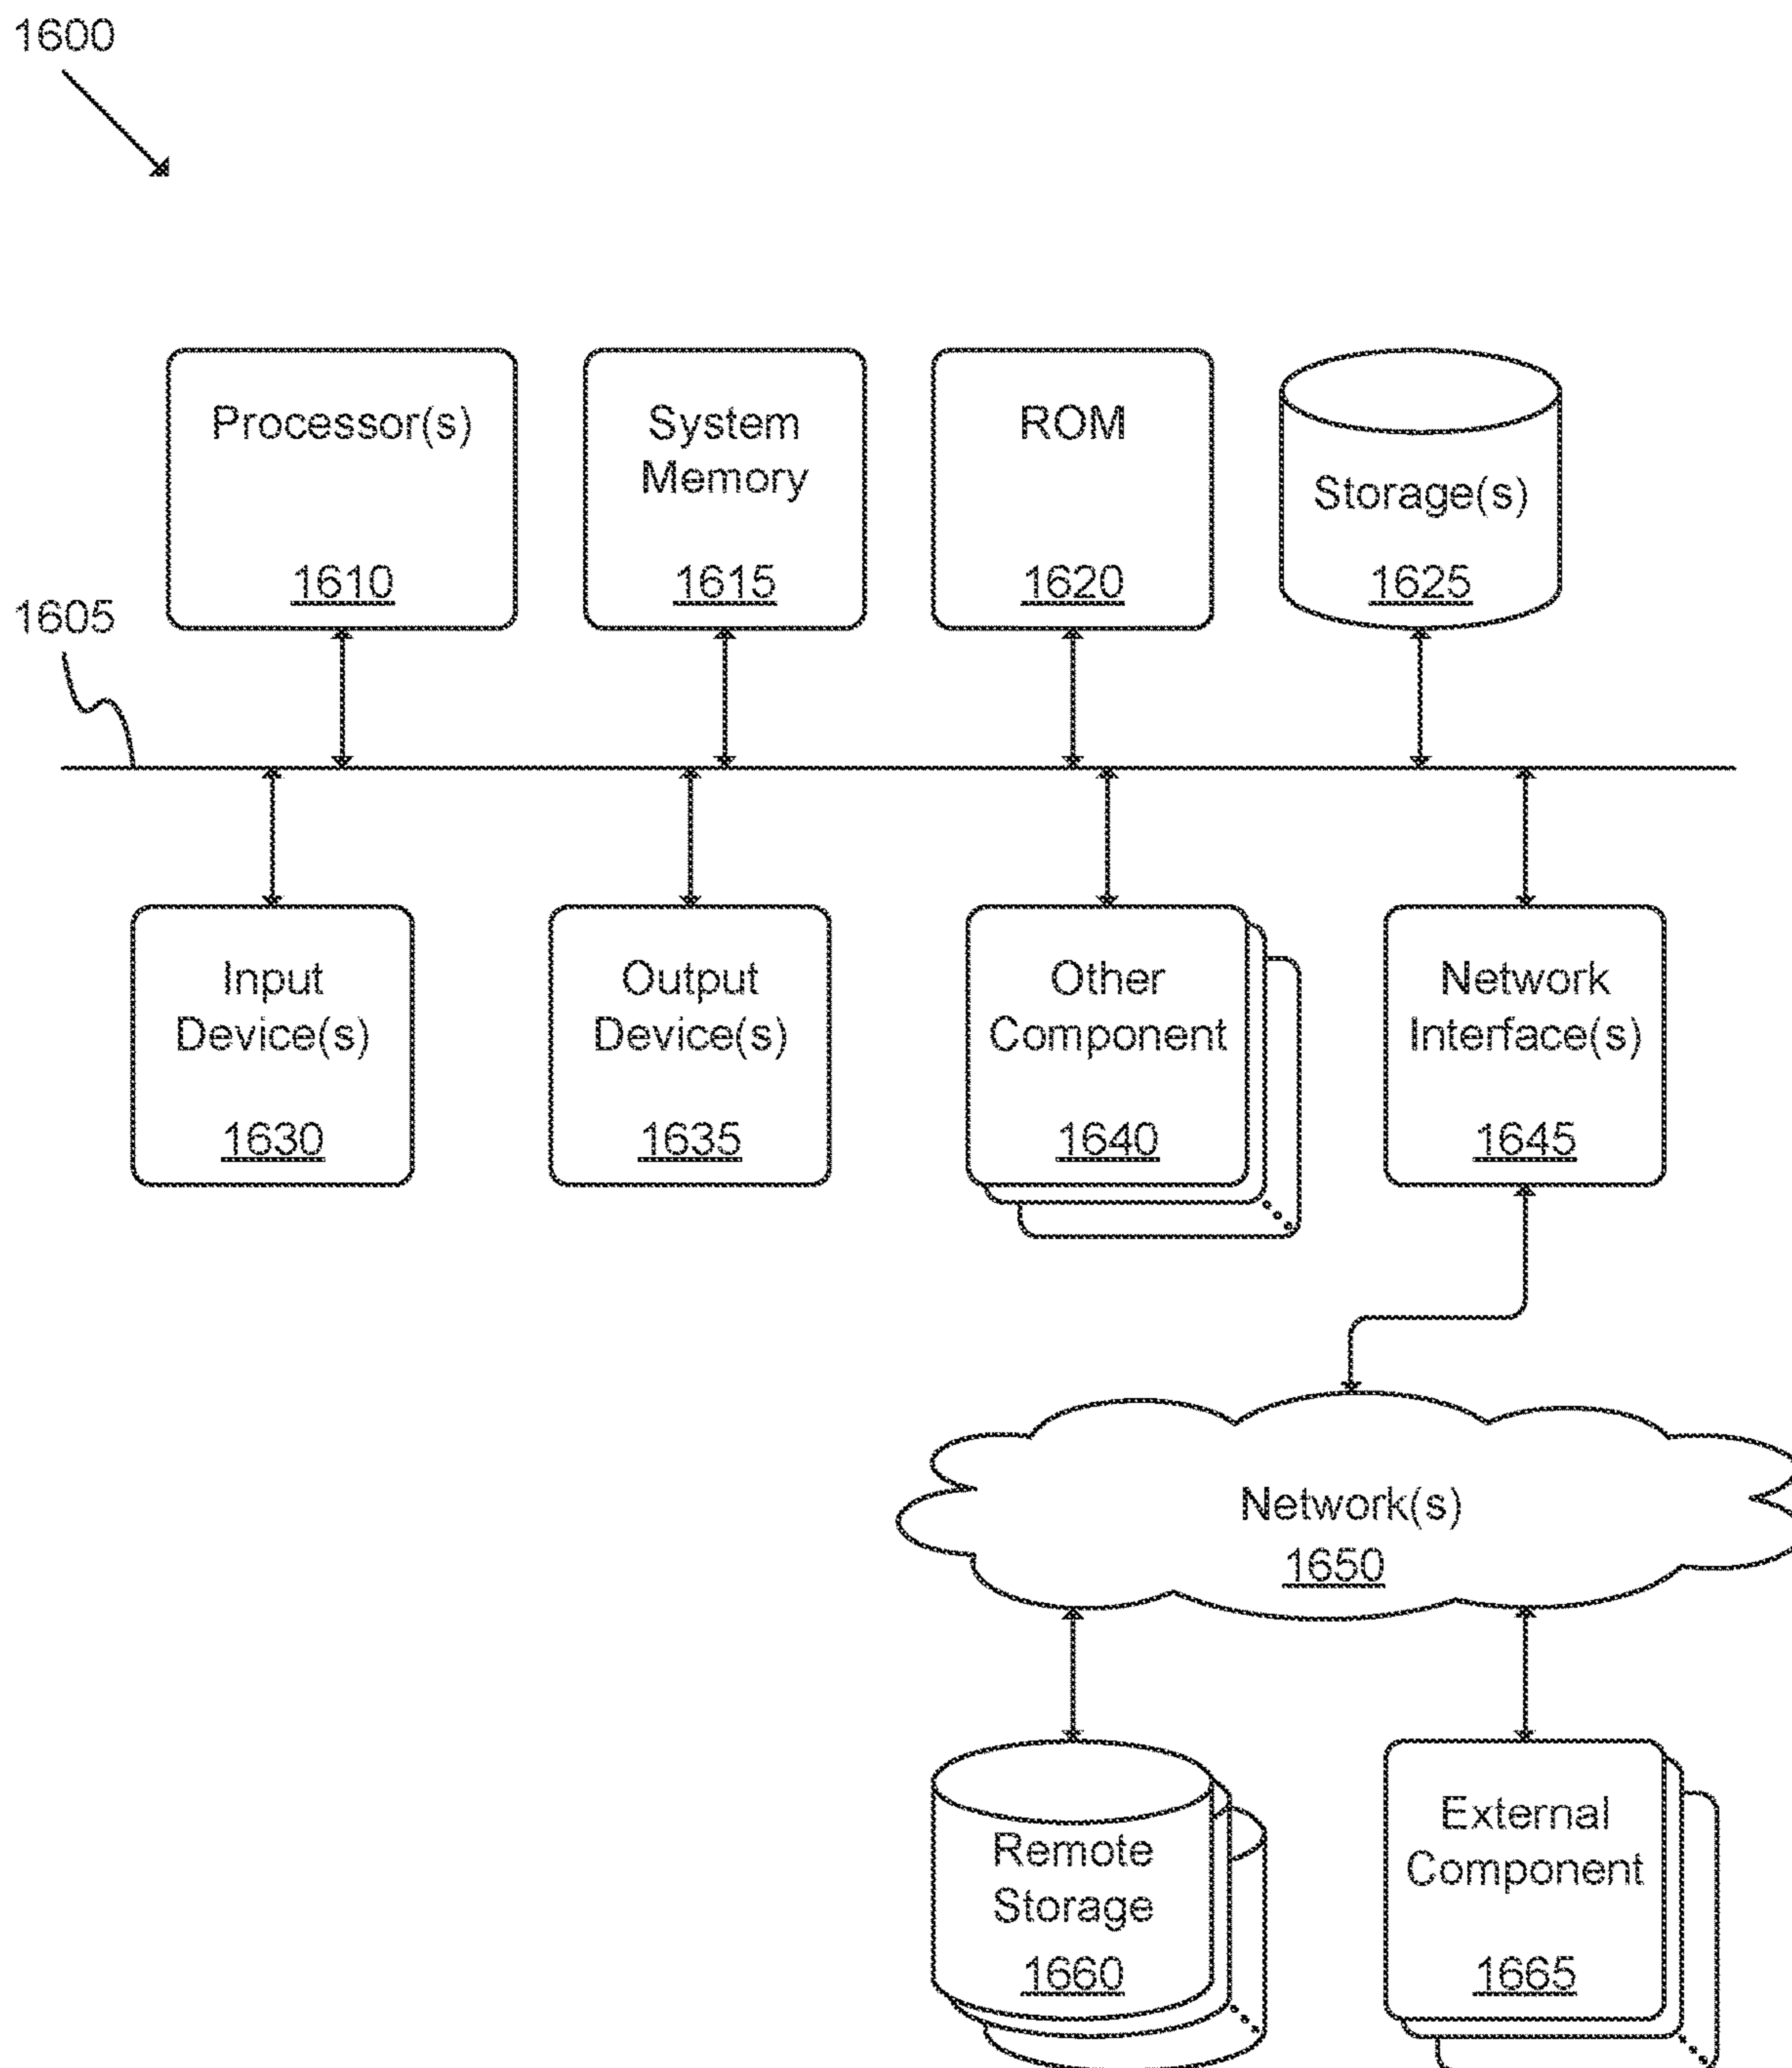 1600
Processor(s)
1610
System
Memory
1615
ROM
1620
Storage(s)
1625
1605
Input
Device(s)
1630
Output
Device(s)
1635
Other
Component
1640
Network
Interface(s)
1645
Network(s)
1650
Remote
Storage
1660
External
Component
1665